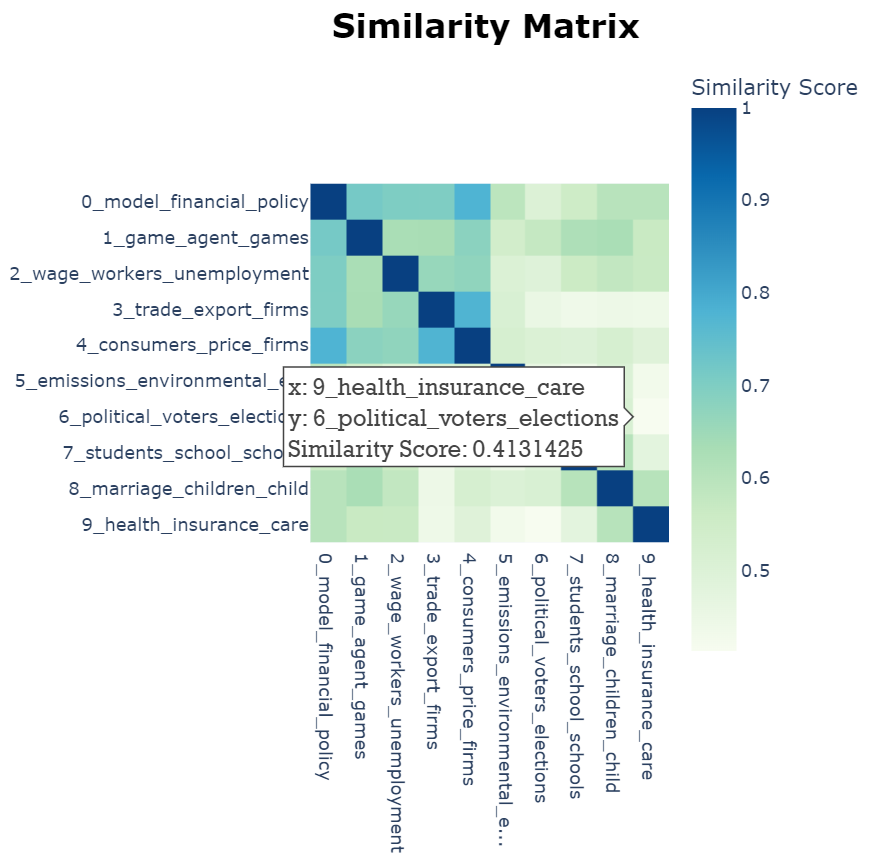 Similarity Matrix
Similarity Score
1
0.9
0.8
0.7
0.6
0.5
0_model_financial_policy
1_game_agent_games
2_wage_workers_unemployment
3_trade_export_firms
4_consumers_price_firms
5_emissions_environmental_e
6_political_voters_electio
7_students_school_scho
8_marriage_children_child
9_health_insurance_care
x: 9_health_insurance_care
y: 6_political_voters_elections
Similarity Score: 0.4131425
0_model_financial_policy
1_game_agent_games
2_wage_workers_unemployment
3_trade_export_firms
4_consumers_price_firms
5_emissions_environmental_e...
6_political_voters_elections
7_students_school_schools
8_marriage_children_child
9_health_insurance_care